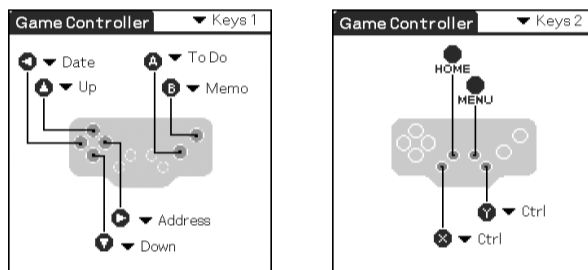 Game Controller ▼ Keys 1
▼ Date
A ▼ To Do
▼ Up
B ▼ Memo
▼ Address
▼ Down
Game Controller ▼ Keys 2
HOME
MENU
Y ▼ Ctrl
X ▼ Ctrl